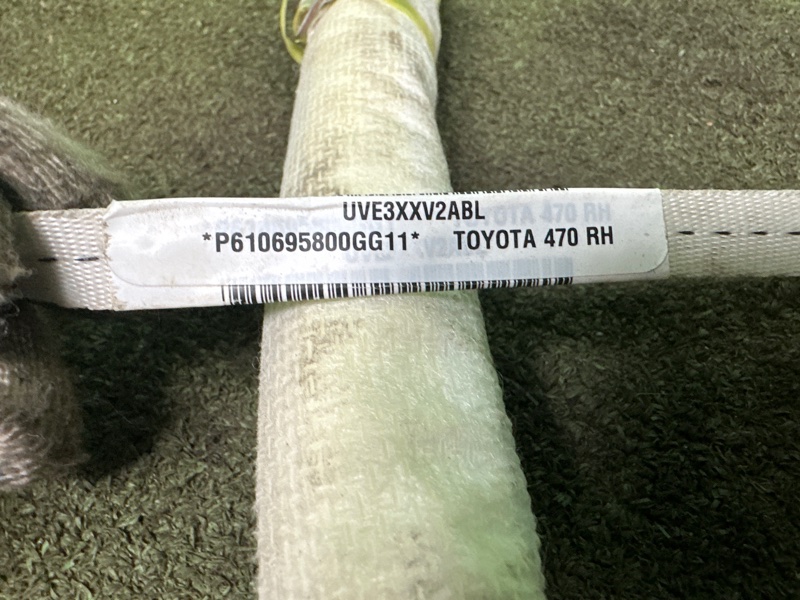 UVE3XXV2ABL
*P610695800GG11* TOYOTA 470 RH